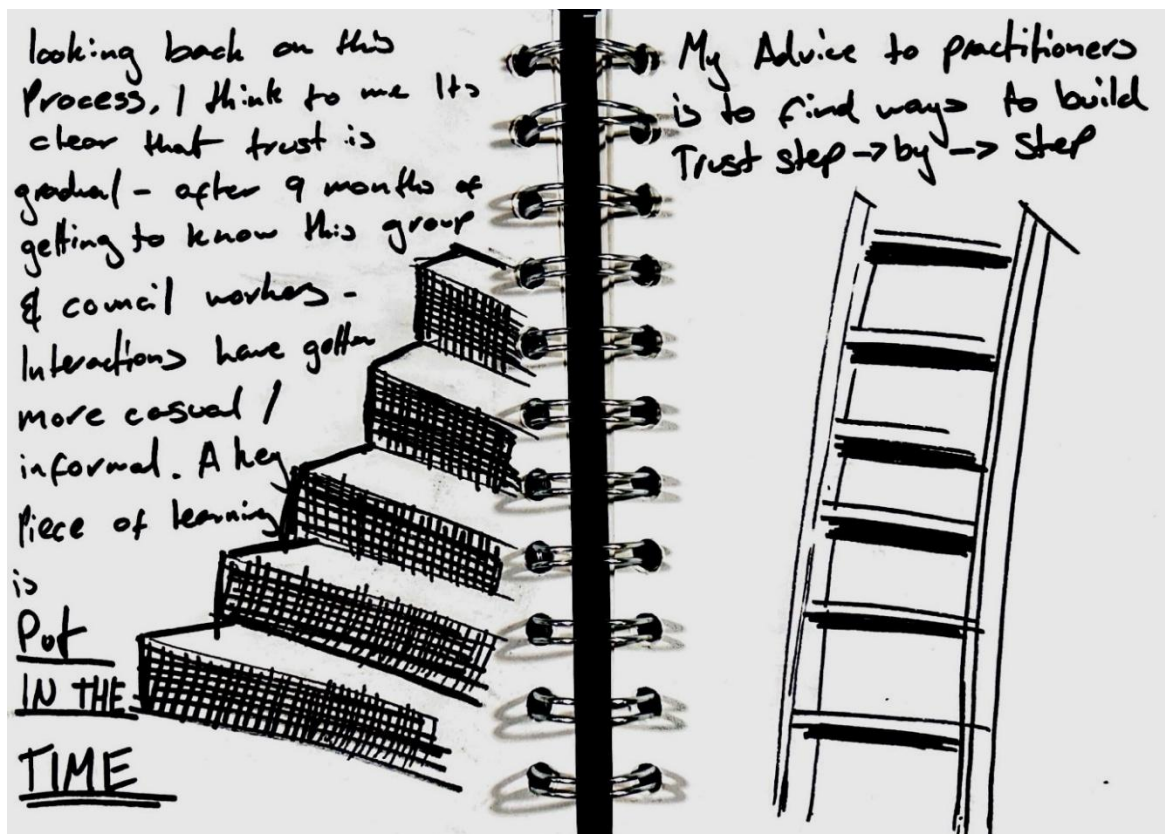 looking back on this
Process, I think to me Its
clear that trust is
gradual - after 9 months of
getting to know this group
& council workers -
Interactions have gotten
more casual /
informal. A key
piece of learning
is
Put
IN THE
TIME
My Advice to practitioners
is to find ways to build
Trust step → by → step